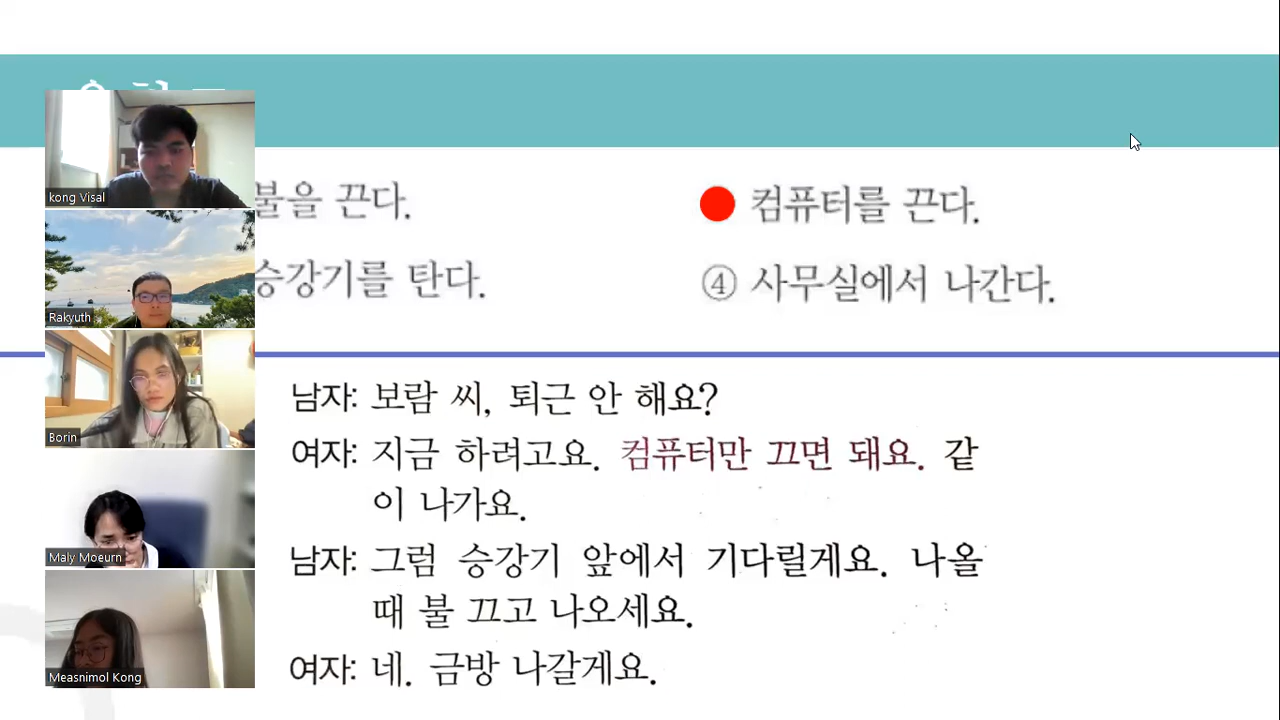 kong Visal
Rakyuth
Borin
Maly Moeurn
Measnimol Kong
불을 끈다.
컴퓨터를 끈다.
승강기를 탄다.
④ 사무실에서 나간다.
남자: 보람 씨, 퇴근 안 해요?
여자: 지금 하려고요. 컴퓨터만 끄면 돼요. 같
이 나가요.
남자: 그럼 승강기 앞에서 기다릴게요. 나올
때 불 끄고 나오세요.
여자: 네. 금방 나갈게요.